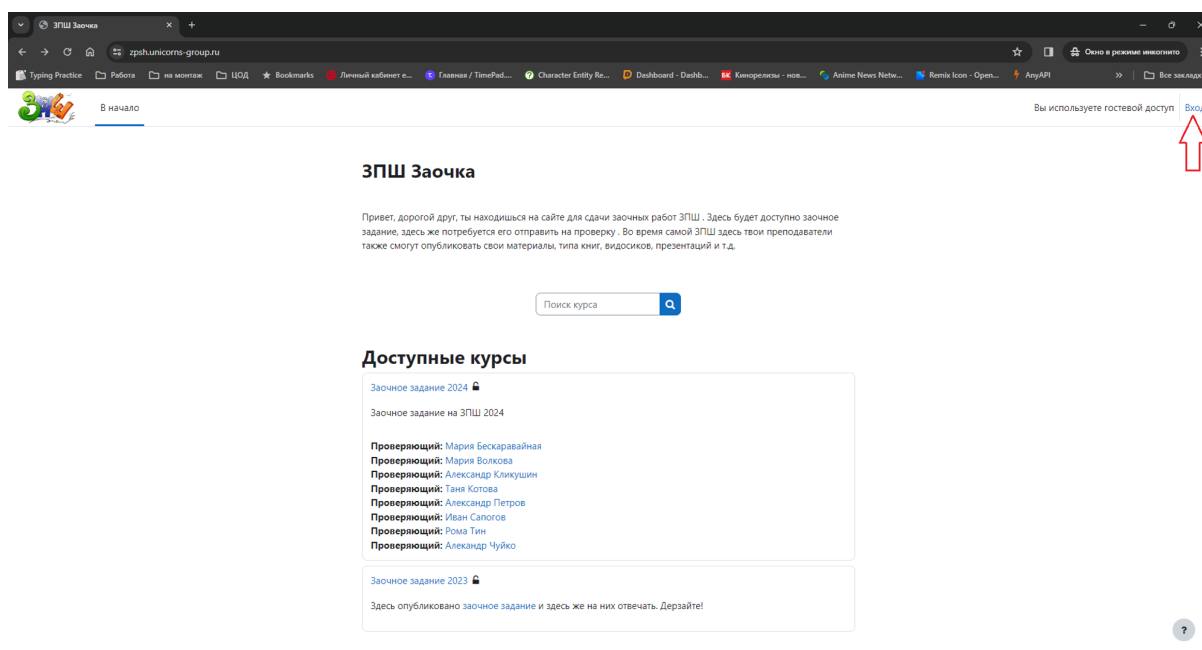 ЗПШ Заочка
zpsh.unicorns-group.ru
Окно в режиме инкогнито
Typing Practice
Работа
на монтаж
ЦОД
Bookmarks
Личный кабинет е...
Главная / TimePad....
Character Entity Re...
Dashboard - Dashb...
Кинорелизы - нов...
Anime News Netw...
Remix Icon - Open...
AnyAPI
»
Все закладк
ЗПШ
В начало
Вы используете гостевой доступ
Вход
ЗПШ Заочка
Привет, дорогой друг, ты находишься на сайте для сдачи заочных работ ЗПШ . Здесь будет доступно заочное
задание, здесь же потребуется его отправить на проверку . Во время самой ЗПШ здесь твои преподаватели
также смогут опубликовать свои материалы, типа книг, видосиков, презентаций и т.д.
Поиск курса
Доступные курсы
Заочное задание 2024
Заочное задание на ЗПШ 2024
Проверяющий: Мария Бескаравайная
Проверяющий: Мария Волкова
Проверяющий: Александр Кликушин
Проверяющий: Таня Котова
Проверяющий: Александр Петров
Проверяющий: Иван Сапогов
Проверяющий: Рома Тин
Проверяющий: Алекандр Чуйко
Заочное задание 2023
Здесь опубликовано заочное задание и здесь же на них отвечать. Дерзайте!
?